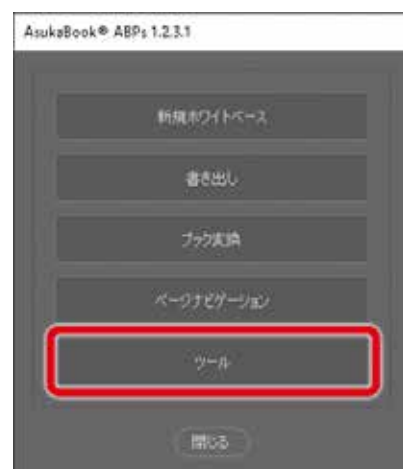 AsukaBook® ABPs 1.2.3.1
新規ホワイトベース
書き出し
ブック変換
ページナビゲーション
ツール
閉じる